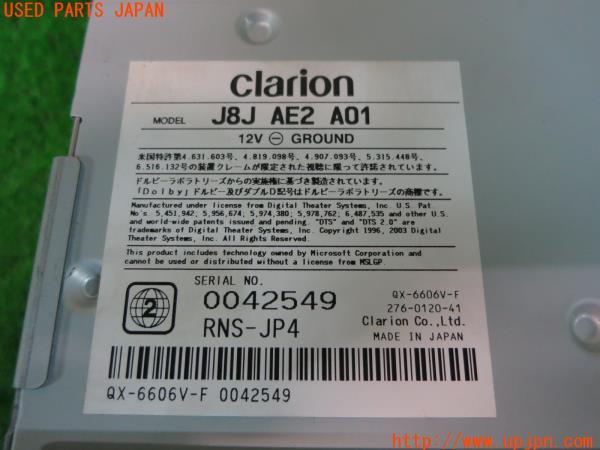 USED PARTS JAPAN
clarion
MODEL J8J AE2 A01
12V ⊖ GROUND
米国特許第4.631.603号、4.819.098号、4.907.093号、5.315.448号、
6.516.132号の装置クレームが限定された視聴に限って許諾されています。
ドルビーラボラトリーズからの実施権に基づき製造されています。
「Dolby」ドルビー及びダブルD記号はドルビーラボラトリーズの商標です。
Manufactured under license from Digital Theater Systems, Inc. U.S. Pat.
No's 5,451,942; 5,956,674; 5,974,380; 5,978,762; 6,487,535 and other U.S.
and world-wide patents issued and pending. "DTS" and "DTS 2.0" are
trademarks of Digital Theater Systems, Inc. Copyright 1996, 2003 Digital
Theater Systems, Inc. All Rights Reserved.
This product includes technology owned by Microsoft Corporation and
cannot be used or distributed without a license from MSLGP.
SERIAL NO.
2
0042549
QX-6606V-F
276-0120-41
RNS-JP4
Clarion Co.,Ltd.
MADE IN JAPAN
QX-6606V-F 0042549
http://www.upjpn.com